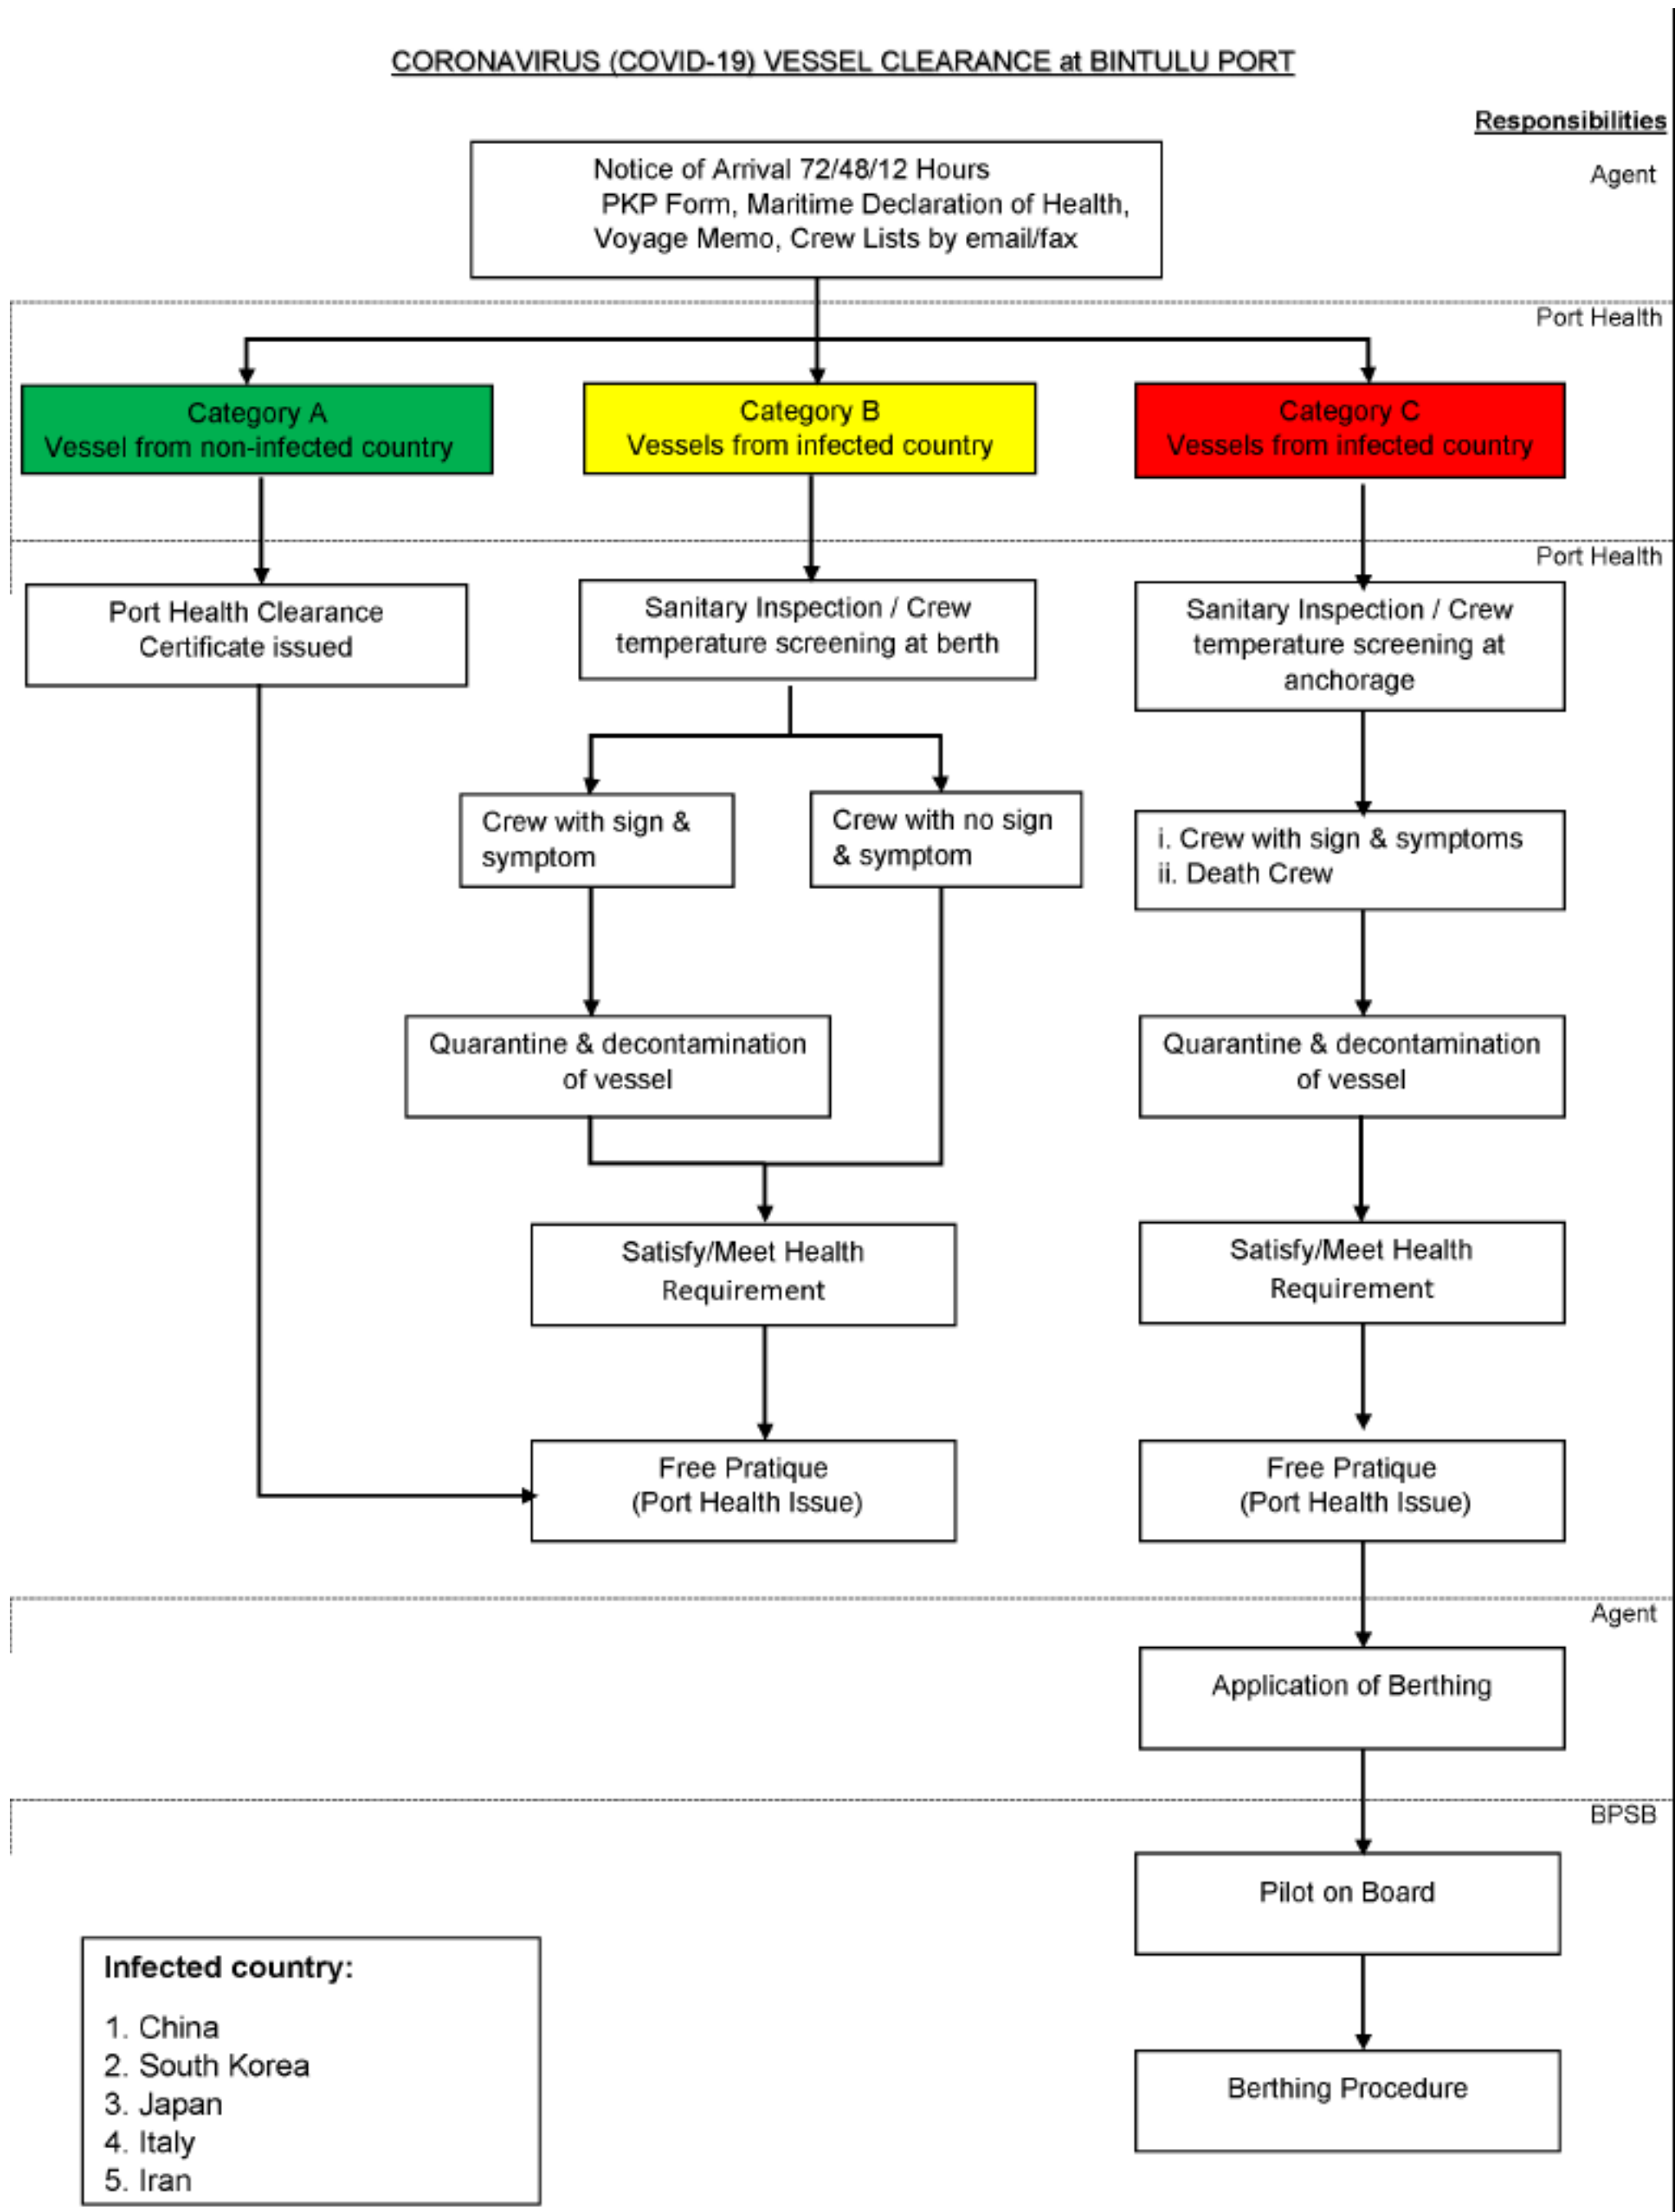 CORONAVIRUS (COVID-19) VESSEL CLEARANCE at BINTULU PORT
Responsibilities
Agent
Notice of Arrival 72/48/12 Hours
PKP Form, Maritime Declaration of Health,
Voyage Memo, Crew Lists by email/fax
Port Health
Category A
Vessel from non-infected country
Category B
Vessels from infected country
Category C
Vessels from infected country
Port Health
Port Health Clearance
Certificate issued
Sanitary Inspection / Crew
temperature screening at berth
Sanitary Inspection / Crew
temperature screening at
anchorage
Crew with sign &
symptom
Crew with no sign
& symptom
i. Crew with sign & symptoms
ii. Death Crew
Quarantine & decontamination
of vessel
Quarantine & decontamination
of vessel
Satisfy/Meet Health
Requirement
Satisfy/Meet Health
Requirement
Free Pratique
(Port Health Issue)
Free Pratique
(Port Health Issue)
Agent
Application of Berthing
BPSB
Pilot on Board
Berthing Procedure
Infected country:
1. China
2. South Korea
3. Japan
4. Italy
5. Iran